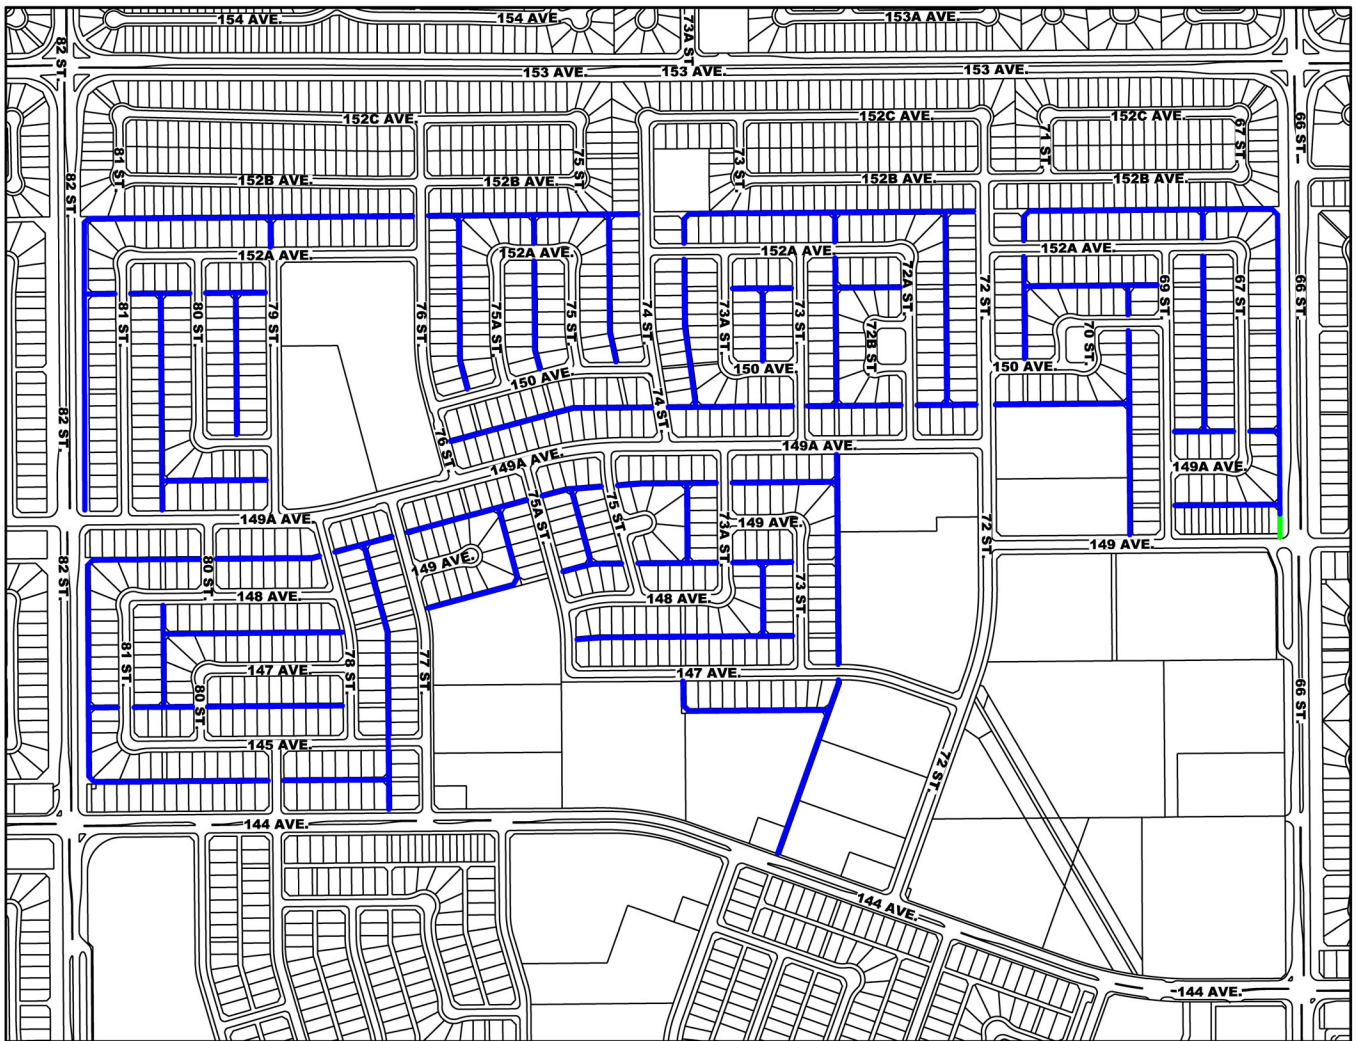 154 AVE.
154 AVE.
153A AVE.
73A ST.
82 ST.
153 AVE.
153 AVE.
153 AVE.
152C AVE.
152C AVE.
152C AVE.
66 ST.
81 ST.
75 ST.
73 ST.
71 ST.
67 ST.
82 ST.
152B AVE.
152B AVE.
152B AVE.
152B AVE.
152A AVE.
152A AVE.
152A AVE.
152A AVE.
81 ST.
80 ST.
79 ST.
76 ST.
75A ST.
75 ST.
74 ST.
73A ST.
73 ST.
72A ST.
72B ST.
72 ST.
70 ST.
69 ST.
67 ST.
66 ST.
150 AVE.
150 AVE.
150 AVE.
82 ST.
76 ST.
74 ST.
149A AVE.
149A AVE.
149A AVE.
149A AVE.
75A ST.
75 ST.
73A ST.
149 AVE.
72 ST.
149 AVE.
149 AVE.
82 ST.
80 ST.
148 AVE.
148 AVE.
73 ST.
81 ST.
147 AVE.
78 ST.
77 ST
147 AVE.
80 ST.
66 ST.
145 AVE.
72 ST.
144 AVE.
144 AVE.
144 AVE.